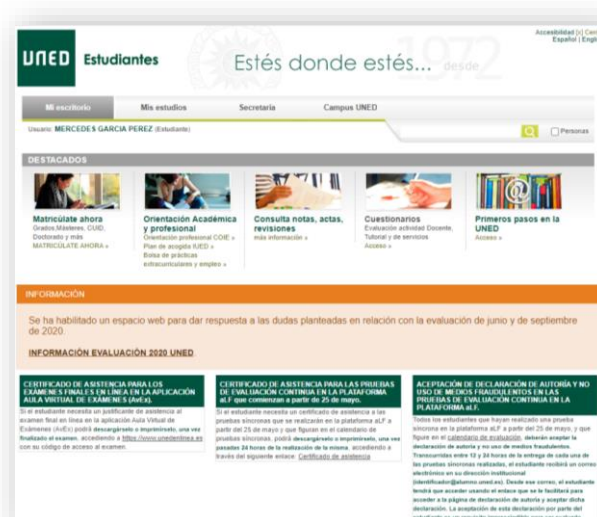 Accesibilidad [x] Cerr
Español | Engli
UNED Estudiantes
Estés donde estés... desde 1972
Mi escritorio Mis estudios Secretaría Campus UNED
Usuario: MERCEDES GARCIA PEREZ (Estudiante)
Personas
DESTACADOS
Matricúlate ahora
Grados,Másteres, CUID,
Doctorado y más
MATRICÚLATE AHORA »
Orientación Académica
y profesional
Orientación profesional COIE »
Plan de acogida IUED »
Bolsa de prácticas
extracurriculares y empleo »
Consulta notas, actas,
revisiones
más información »
Cuestionarios
Evaluación actividad Docente,
Tutorial y de servicios
Acceso »
Primeros pasos en la
UNED
Acceso »
INFORMACIÓN
Se ha habilitado un espacio web para dar respuesta a las dudas planteadas en relación con la evaluación de junio y de septiembre
de 2020.
INFORMACIÓN EVALUACIÓN 2020 UNED
CERTIFICADO DE ASISTENCIA PARA LOS
EXÁMENES FINALES EN LÍNEA EN LA APLICACIÓN
AULA VIRTUAL DE EXÁMENES (AvEx).
Si el estudiante necesita un justificante de asistencia al
examen final en línea en la aplicación Aula Virtual de
Exámenes (AvEx) podrá descargárselo o imprimírselo, una vez
finalizado el examen, accediendo a https://www.unedenlinea.es
con su código de acceso al examen.
CERTIFICADO DE ASISTENCIA PARA LAS PRUEBAS
DE EVALUACIÓN CONTINUA EN LA PLATAFORMA
aLF que comienzan a partir de 25 de mayo.
Si el estudiante necesita un certificado de asistencia a las
pruebas síncronas que se realizarán en la plataforma aLF a
partir del 25 de mayo y que figuran en el calendario de
pruebas síncronas, podrá descargárselo o imprimírselo, una vez
pasadas 24 horas de la realización de la misma, accediendo a
través del siguiente enlace: Certificado de asistencia
ACEPTACIÓN DE DECLARACIÓN DE AUTORÍA Y NO
USO DE MEDIOS FRAUDULENTOS EN LAS
PRUEBAS DE EVALUACIÓN CONTINUA EN LA
PLATAFORMA aLF.
Todos los estudiantes que hayan realizado una prueba
síncrona en la plataforma aLF a partir del 25 de mayo, y que
figure en el calendario de evaluación, deberán aceptar la
declaración de autoría y no uso de medios fraudulentos.
Transcurridas entre 12 y 24 horas de la entrega de cada una de
las pruebas síncronas realizadas, el estudiante recibirá un correo
electrónico en su dirección institucional
(identificador@alumno.uned.es). Desde ese correo, el estudiante
tendrá que acceder usando el enlace que se le facilitará para
acceder a la página de declaración de autoría y aceptar dicha
declaración. La aceptación de esta declaración por parte del